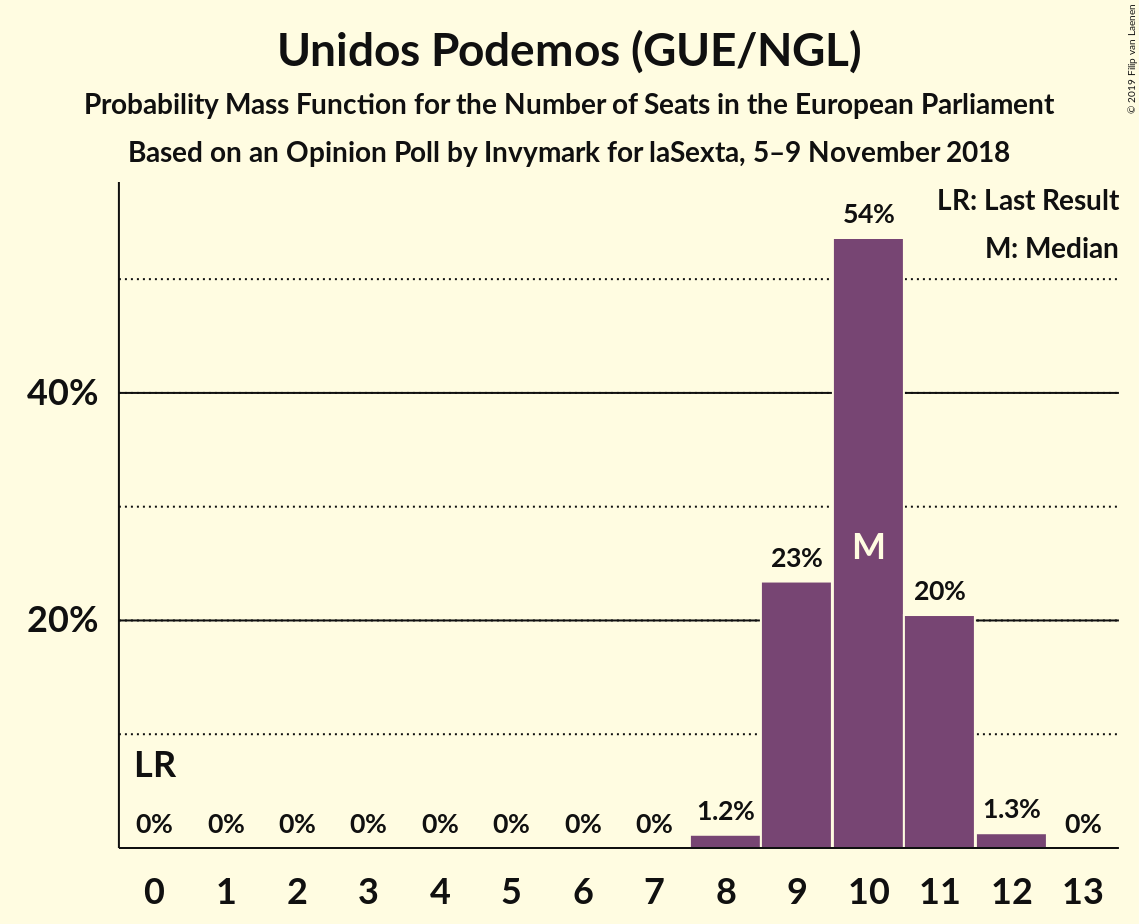 Unidos Podemos (GUE/NGL)
Probability Mass Function for the Number of Seats in the European Parliament
Based on an Opinion Poll by Invymark for laSexta, 5–9 November 2018
© 2019 Filip van Laenen
LR: Last Result
M: Median
54%
40%
M
23%
20%
20%
LR
0% 0% 0% 0% 0% 0% 0% 0% 1.2% 1.3% 0%
0 1 2 3 4 5 6 7 8 9 10 11 12 13